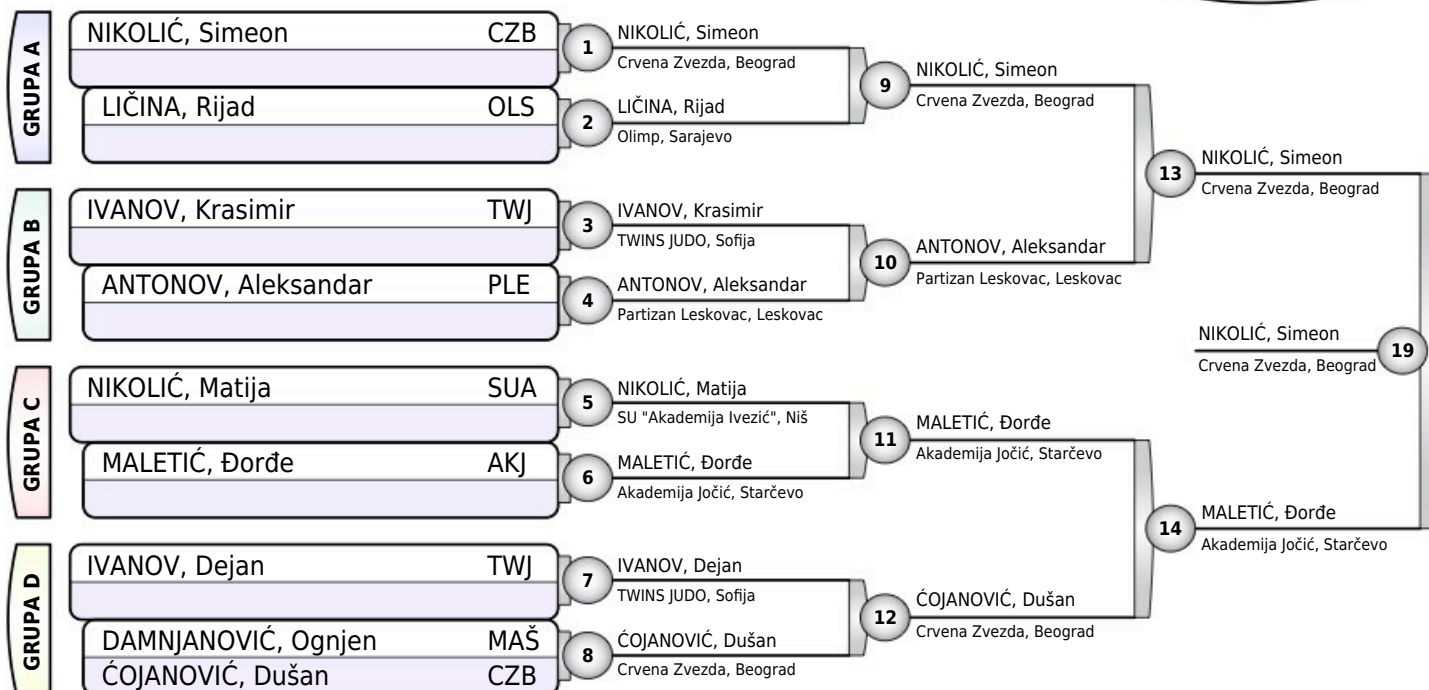 GRUPA A
NIKOLIĆ, Simeon CZB
LIČINA, Rijad OLS
1
NIKOLIĆ, Simeon
Crvena Zvezda, Beograd
2
LIČINA, Rijad
Olimp, Sarajevo
9
NIKOLIĆ, Simeon
Crvena Zvezda, Beograd
GRUPA B
IVANOV, Krasimir TWJ
ANTONOV, Aleksandar PLE
3
IVANOV, Krasimir
TWINS JUDO, Sofija
4
ANTONOV, Aleksandar
Partizan Leskovac, Leskovac
10
ANTONOV, Aleksandar
Partizan Leskovac, Leskovac
13
NIKOLIĆ, Simeon
Crvena Zvezda, Beograd
GRUPA C
NIKOLIĆ, Matija SUA
MALETIĆ, Đorđe AKJ
5
NIKOLIĆ, Matija
SU "Akademija Ivezić", Niš
6
MALETIĆ, Đorđe
Akademija Jočić, Starčevo
11
MALETIĆ, Đorđe
Akademija Jočić, Starčevo
GRUPA D
IVANOV, Dejan TWJ
DAMNJANOVIĆ, Ognjen MAŠ
ĆOJANOVIĆ, Dušan CZB
7
IVANOV, Dejan
TWINS JUDO, Sofija
8
ĆOJANOVIĆ, Dušan
Crvena Zvezda, Beograd
12
ĆOJANOVIĆ, Dušan
Crvena Zvezda, Beograd
14
MALETIĆ, Đorđe
Akademija Jočić, Starčevo
NIKOLIĆ, Simeon
Crvena Zvezda, Beograd
19